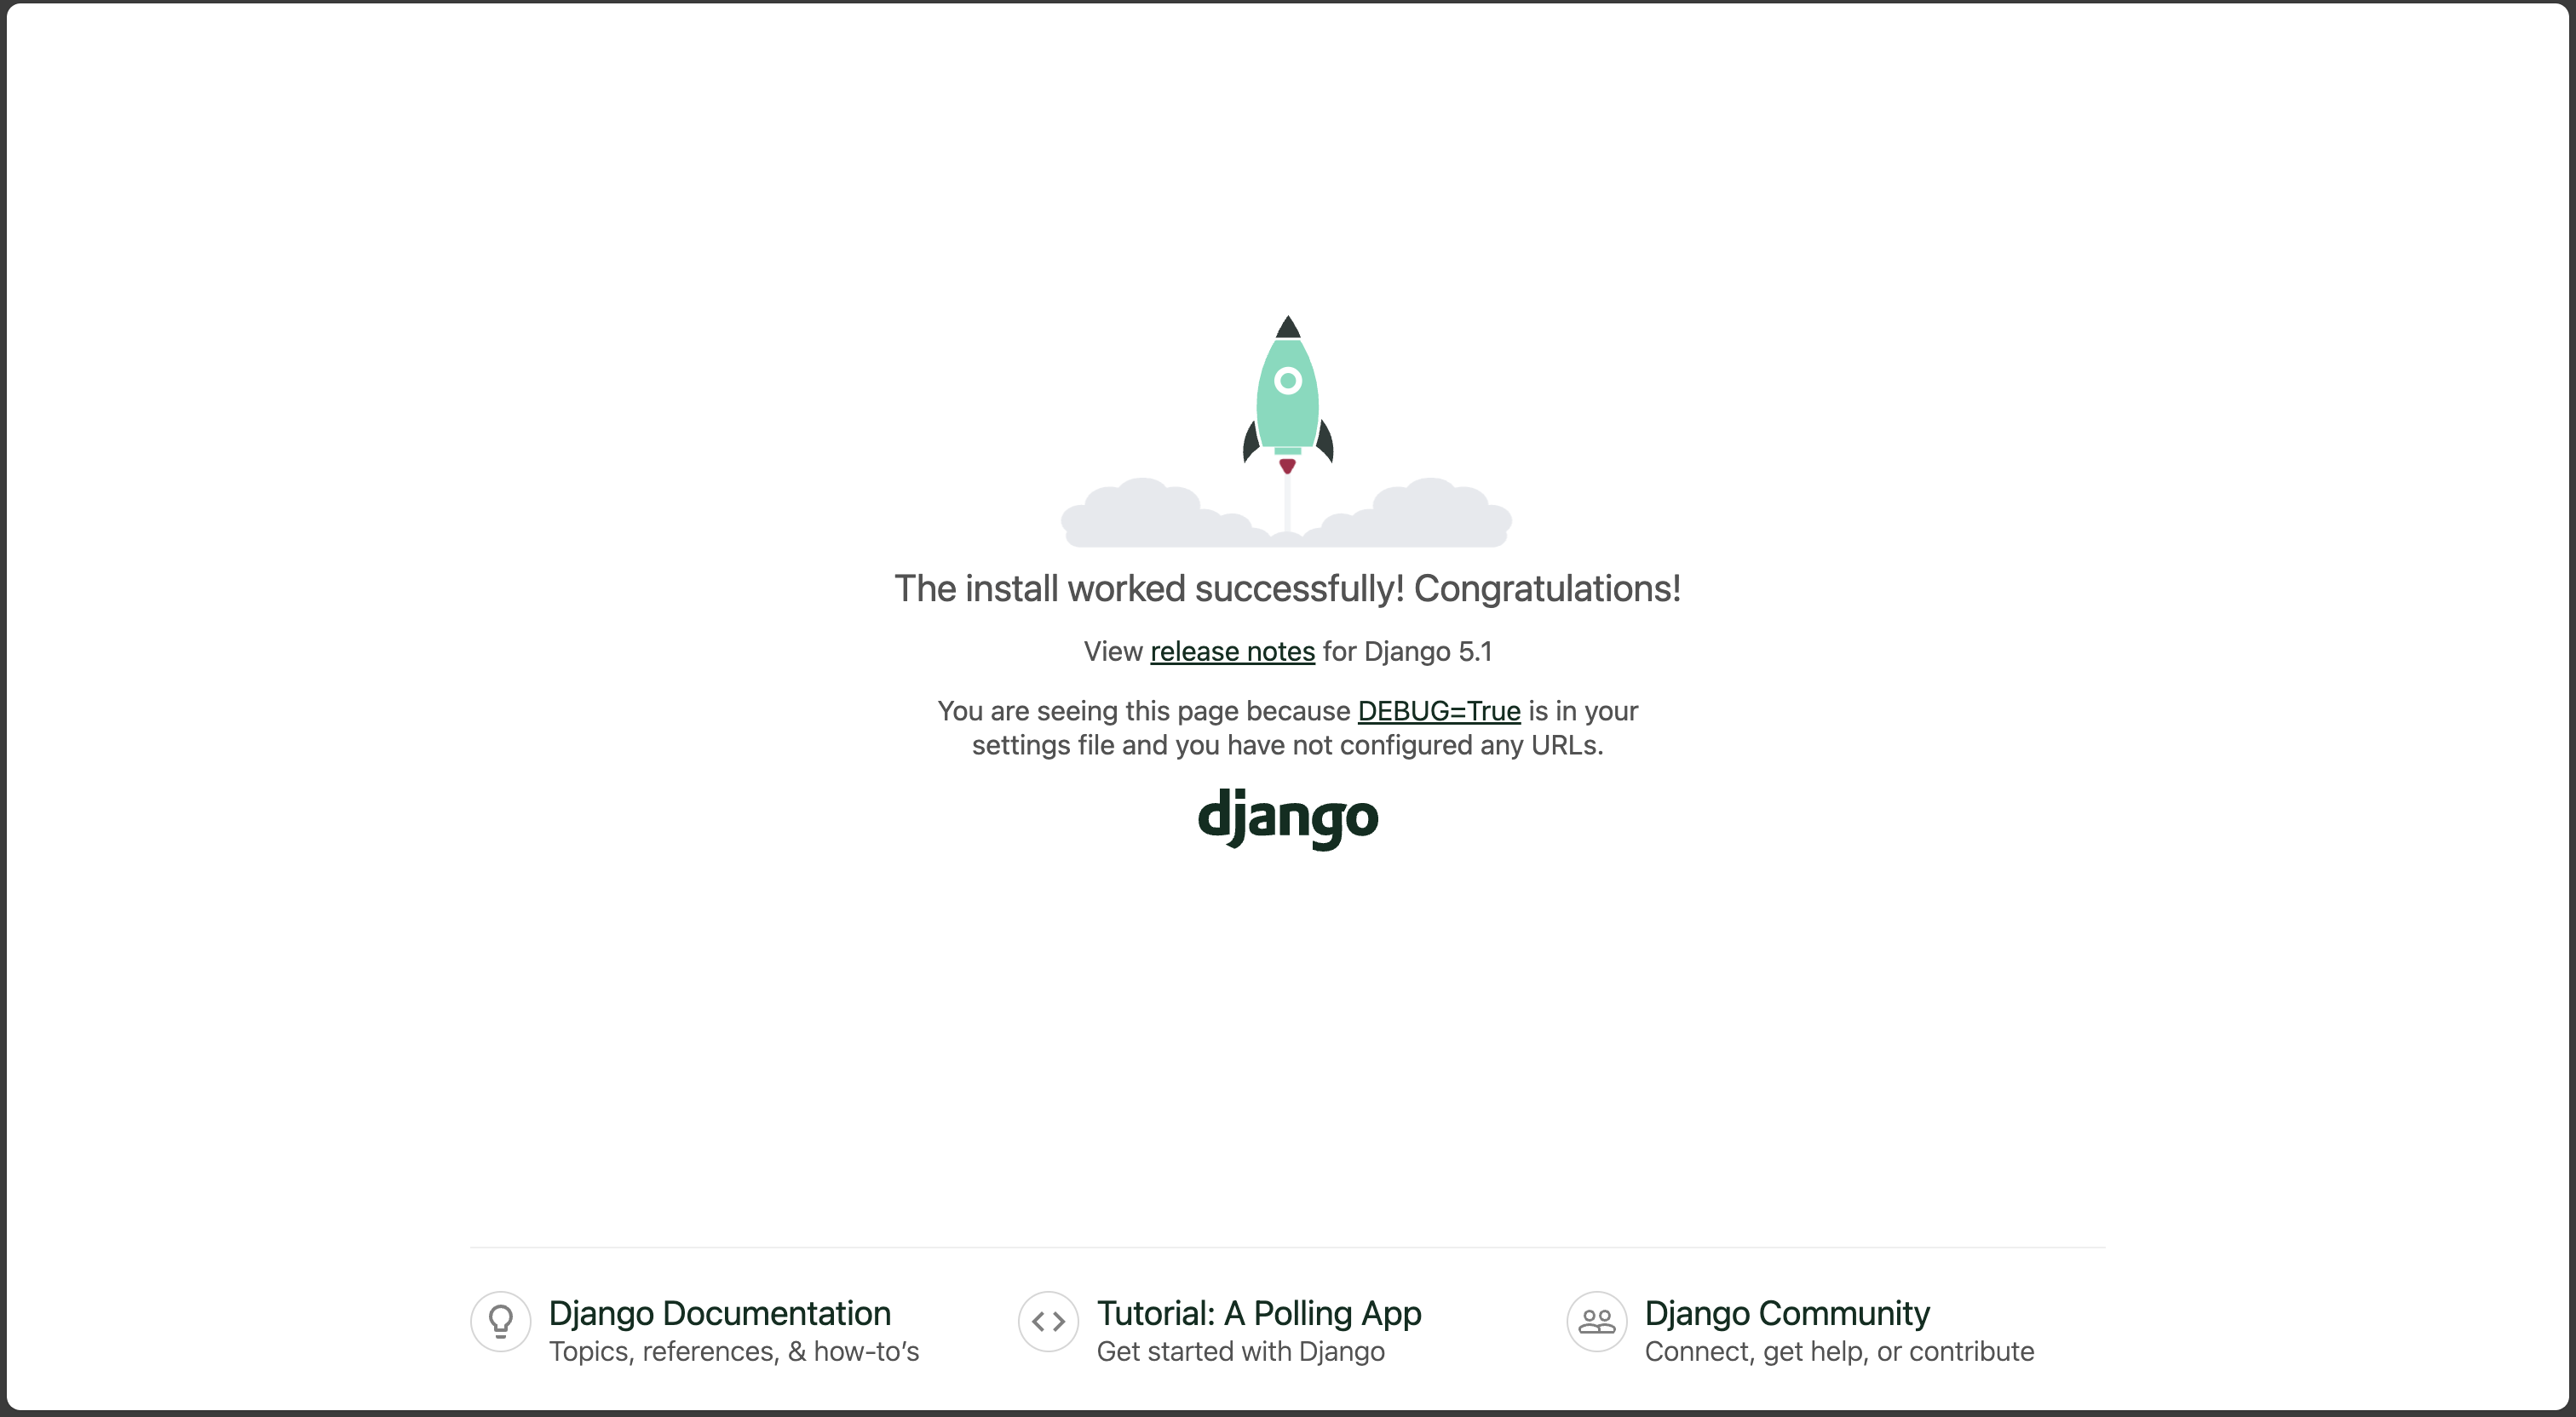 The install worked successfully! Congratulations!
View release notes for Django 5.1
You are seeing this page because DEBUG=True is in your
settings file and you have not configured any URLs.
django
Django Documentation
Topics, references, & how-to’s
Tutorial: A Polling App
Get started with Django
Django Community
Connect, get help, or contribute